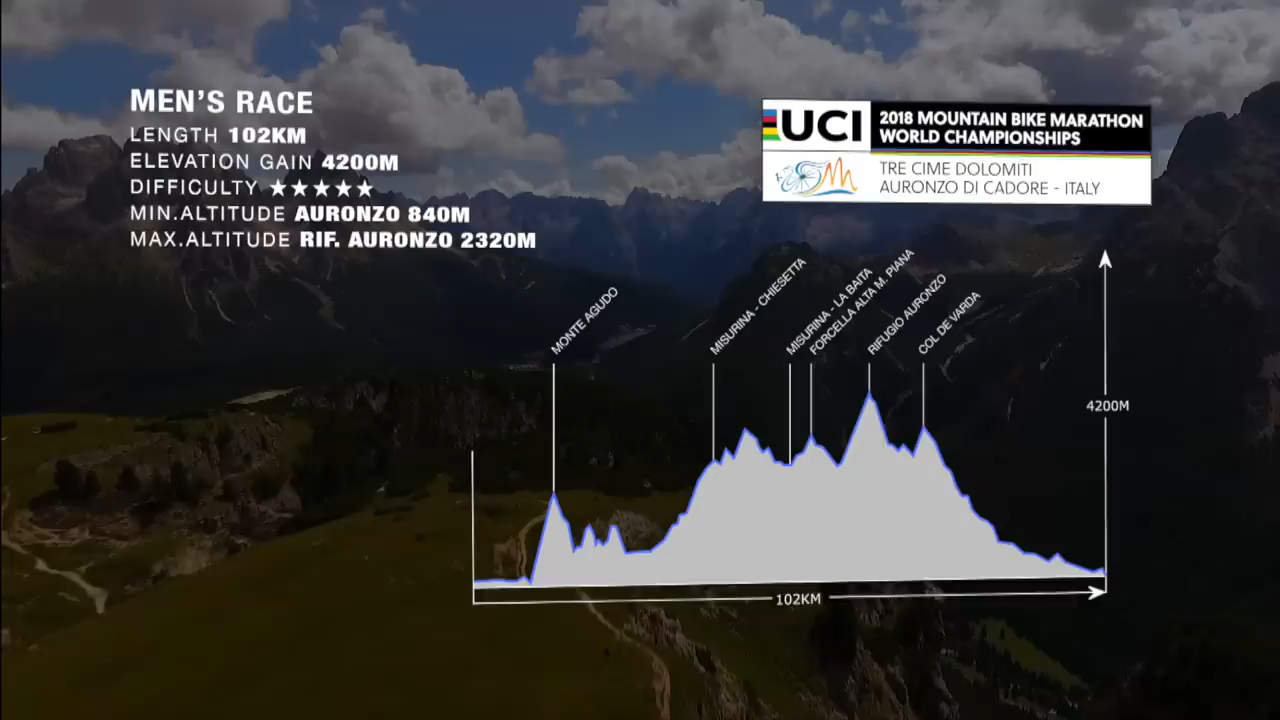 MEN'S RACE
LENGTH 102KM
ELEVATION GAIN 4200M
DIFFICULTY ★★★★★
MIN.ALTITUDE AURONZO 840M
MAX.ALTITUDE RIF. AURONZO 2320M
UCI
2018 MOUNTAIN BIKE MARATHON
WORLD CHAMPIONSHIPS
TRE CIME DOLOMITI
AURONZO DI CADORE - ITALY
MONTE AGUDO
MISURINA - CHIESETTA
MISURINA - LA BAITA
FORCELLA ALTA M. PIANA
RIFUGIO AURONZO
COL DE VARDA
4200M
102KM